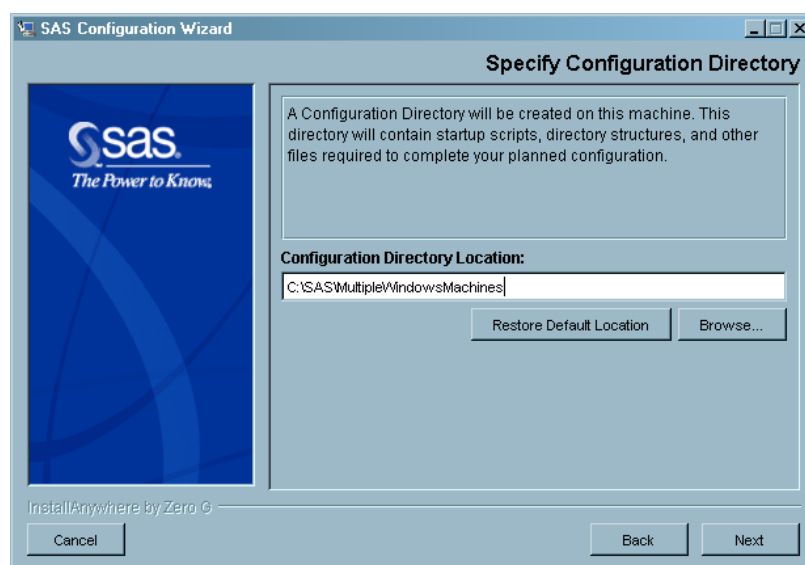 SAS Configuration Wizard
Specify Configuration Directory
sas.
The Power to Know.
A Configuration Directory will be created on this machine. This
directory will contain startup scripts, directory structures, and other
files required to complete your planned configuration.
Configuration Directory Location:
C:\SAS\MultipleWindowsMachines
Restore Default Location
Browse...
InstallAnywhere by Zero G
Cancel
Back
Next